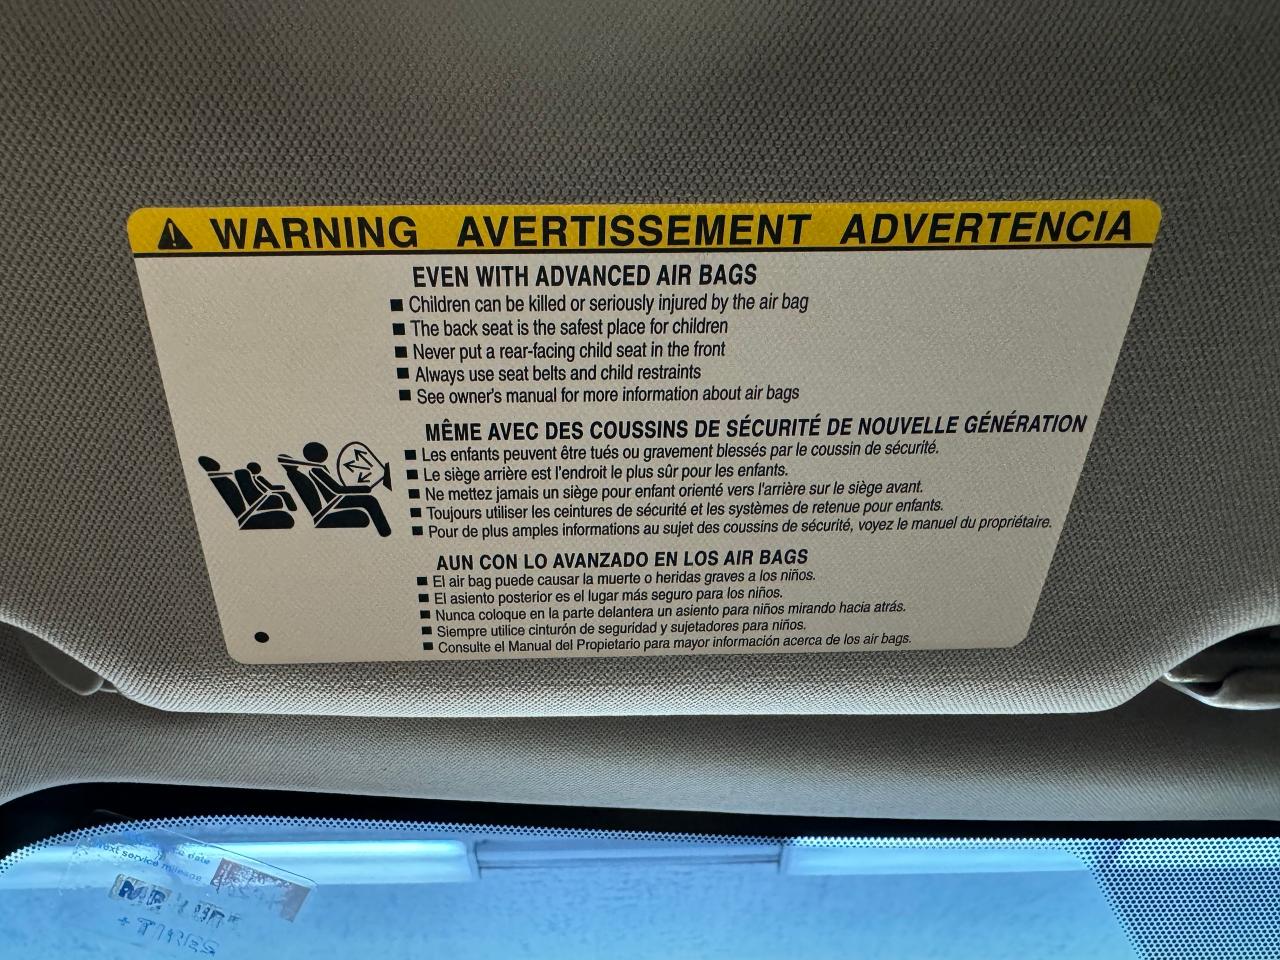 WARNING AVERTISSEMENT ADVERTENCIA
EVEN WITH ADVANCED AIR BAGS
■ Children can be killed or seriously injured by the air bag
■ The back seat is the safest place for children
■ Never put a rear-facing child seat in the front
■ Always use seat belts and child restraints
■ See owner's manual for more information about air bags
MÊME AVEC DES COUSSINS DE SÉCURITÉ DE NOUVELLE GÉNÉRATION
■ Les enfants peuvent être tués ou gravement blessés par le coussin de sécurité.
■ Le siège arrière est l'endroit le plus sûr pour les enfants.
■ Ne mettez jamais un siège pour enfant orienté vers l'arrière sur le siège avant.
■ Toujours utiliser les ceintures de sécurité et les systèmes de retenue pour enfants.
■ Pour de plus amples informations au sujet des coussins de sécurité, voyez le manuel du propriétaire.
AUN CON LO AVANZADO EN LOS AIR BAGS
■ El air bag puede causar la muerte o heridas graves a los niños.
■ El asiento posterior es el lugar más seguro para los niños.
■ Nunca coloque en la parte delantera un asiento para niños mirando hacia atrás.
■ Siempre utilice cinturón de seguridad y sujetadores para niños.
■ Consulte el Manual del Propietario para mayor información acerca de los air bags.
date
Next service mileage
+ TIRES